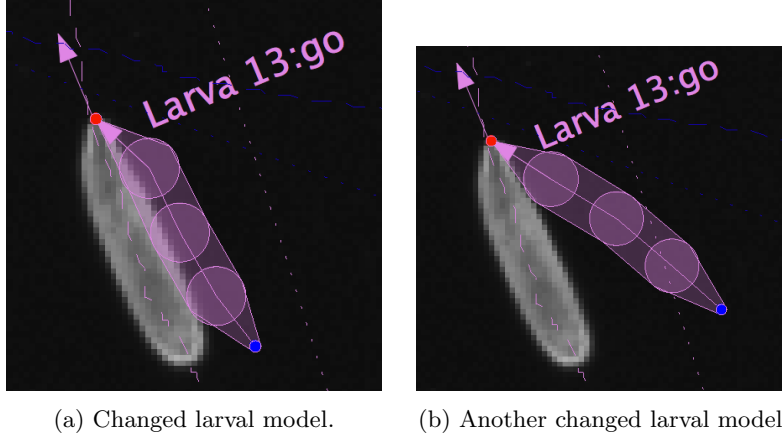 Larva 13:go
Larva 13:go
(a) Changed larval model.
(b) Another changed larval model